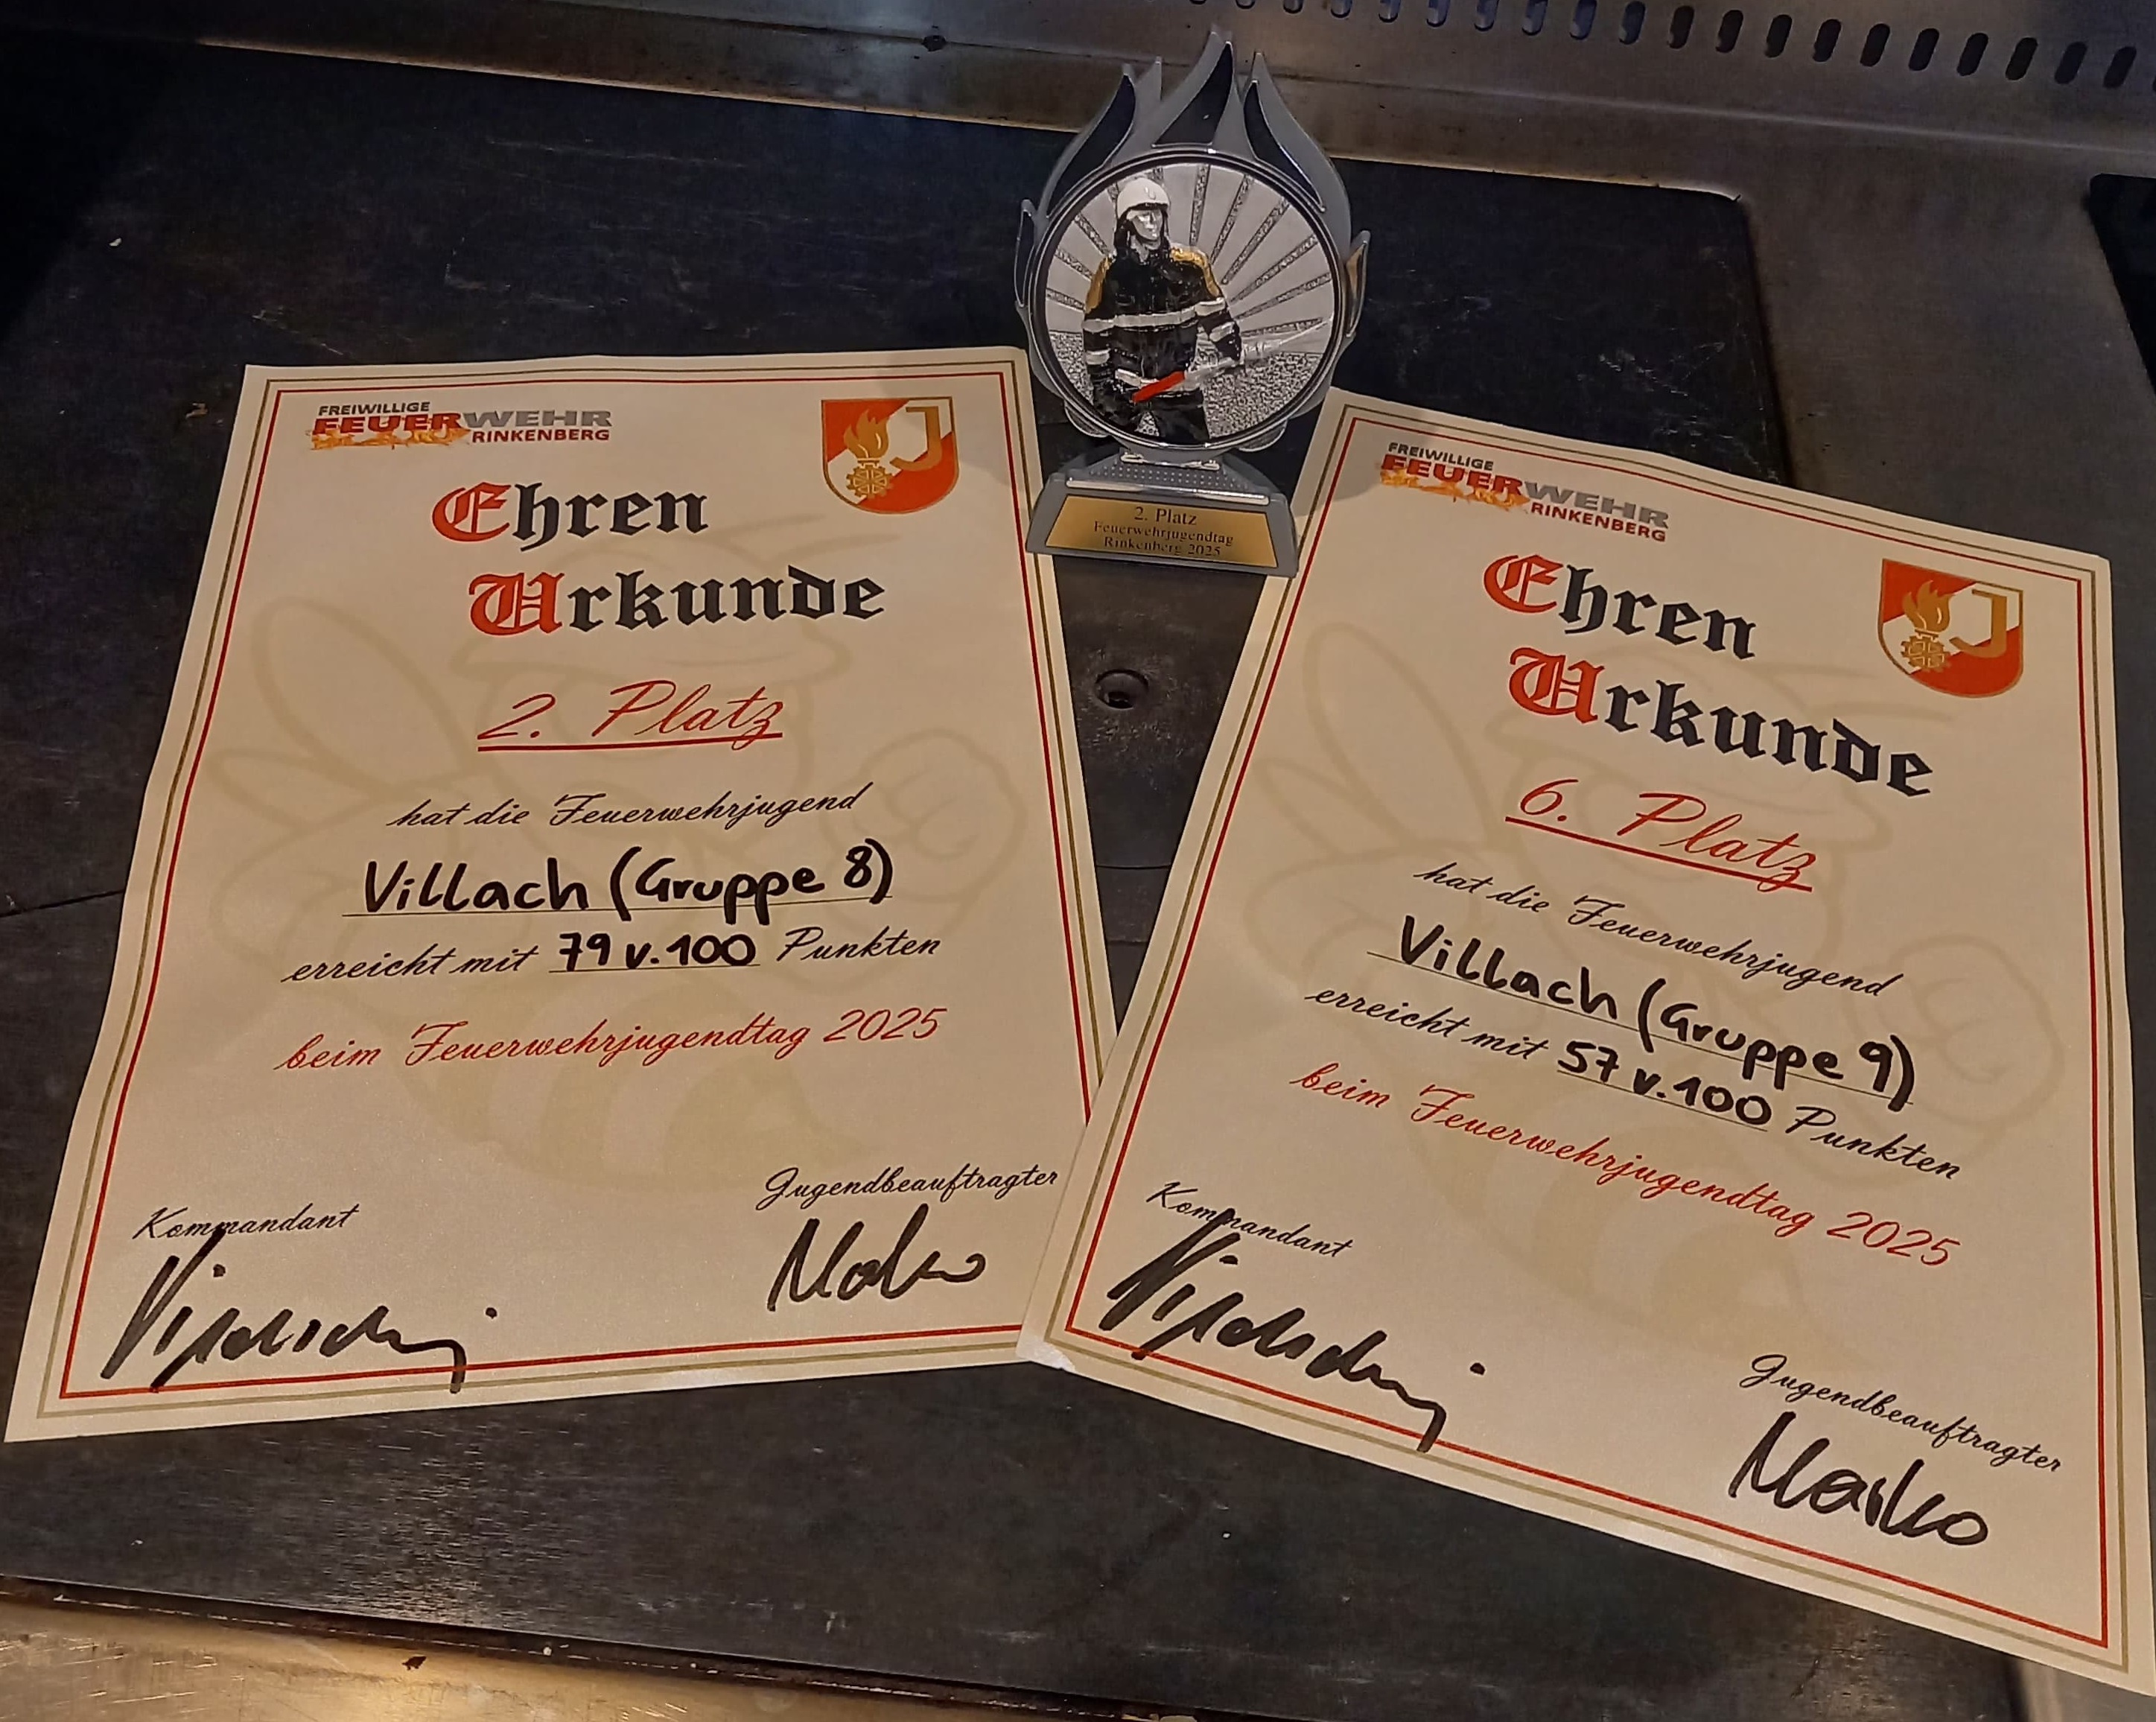 FREIWILLIGE
FEUERWEHR
RINKENBERG
J
Ehren
Urkunde
2. Platz
hat die Feuerwehrjugend
Villach (Gruppe 8)
erreicht mit 79 v. 100 Punkten
beim Feuerwehrjugendtag 2025
Kommandant
Jugendbeauftragter
2. Platz
Feuerwehrjugendtag
Rinkenberg 2025
FREIWILLIGE
FEUERWEHR
RINKENBERG
J
Ehren
Urkunde
6. Platz
hat die Feuerwehrjugend
Villach (Gruppe 9)
erreicht mit 57 v. 100 Punkten
beim Feuerwehrjugendtag 2025
Kommandant
Jugendbeauftragter